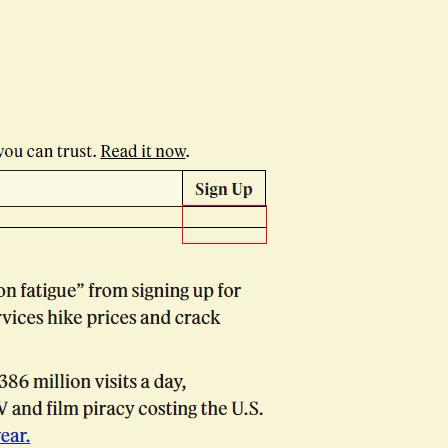 you can trust. Read it now.
Sign Up
on fatigue” from signing up for
vices hike prices and crack
386 million visits a day,
V and film piracy costing the U.S.
ear.